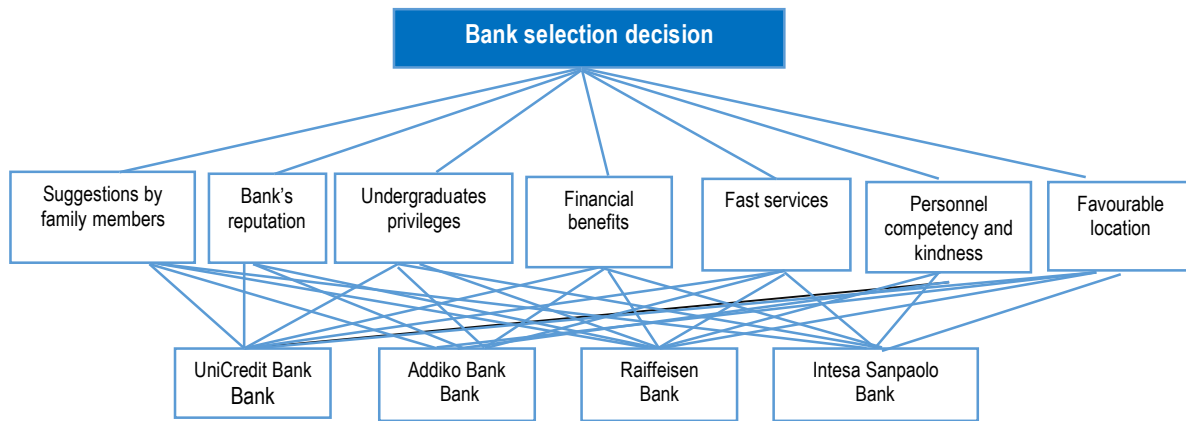 Bank selection decision
Suggestions by
family members
Bank's
reputation
Undergraduates
privileges
Financial
benefits
Fast services
Personnel
competency and
kindness
Favourable
location
UniCredit Bank
Bank
Addiko Bank
Bank
Raiffeisen
Bank
Intesa Sanpaolo
Bank